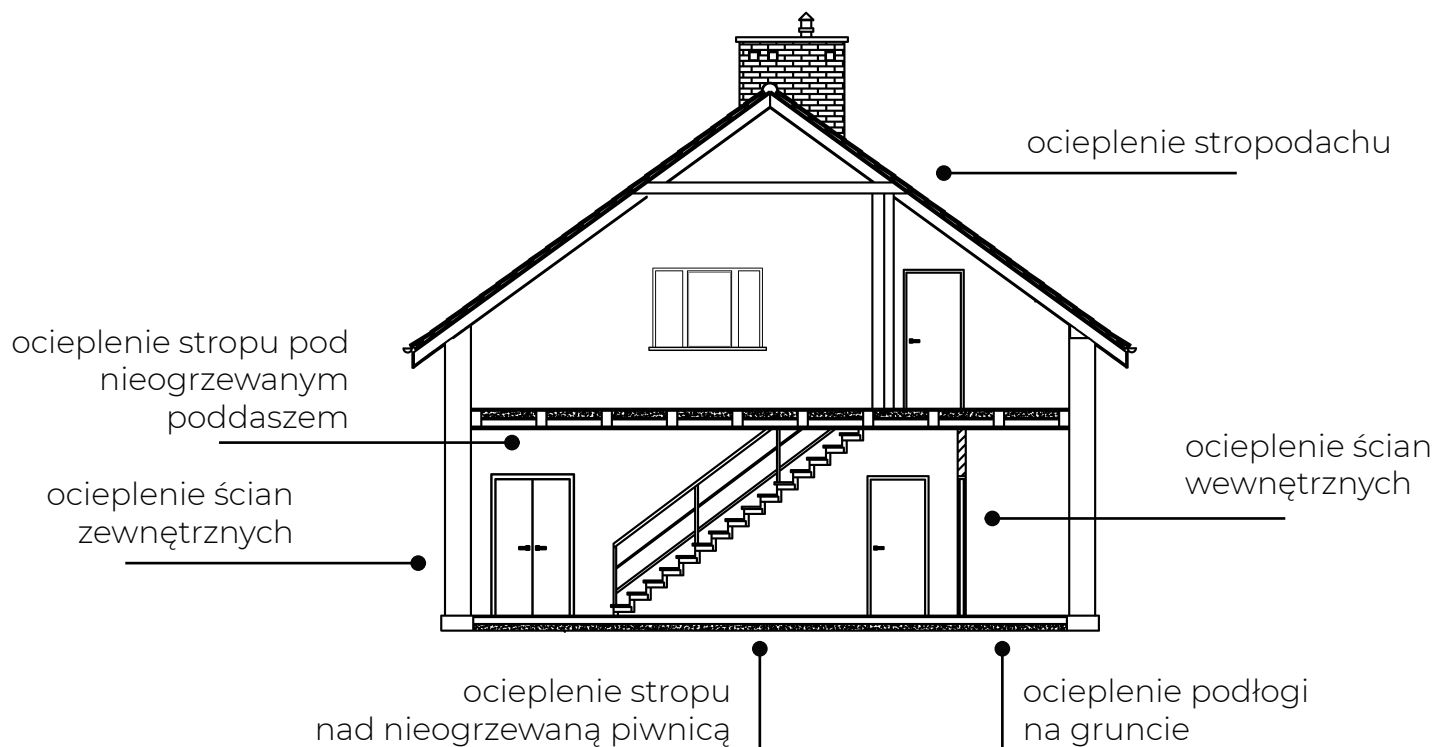 ocieplenie stropodachu
ocieplenie stropu pod
nieogrzewanym
poddaszem
ocieplenie ścian
wewnętrznych
ocieplenie ścian
zewnętrznych
ocieplenie stropu
nad nieogrzewaną piwnicą
ocieplenie podłogi
na gruncie